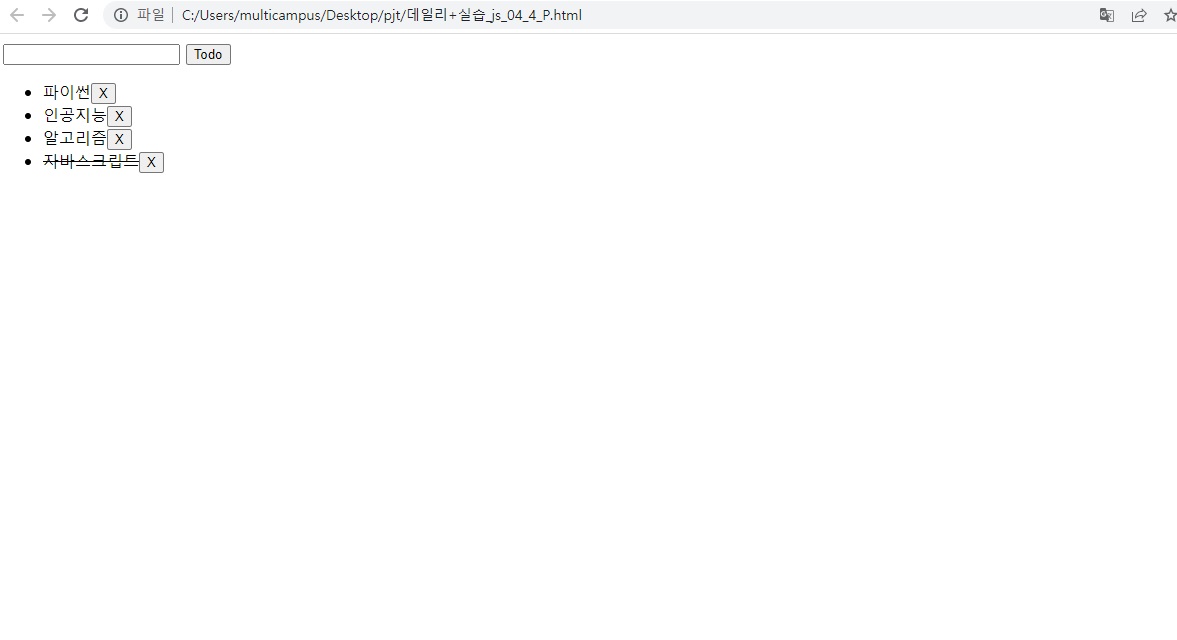 파일 C:/Users/multicampus/Desktop/pjt/데일리+실습_js_04_4_P.html
Todo
파이썬 X
인공지능 X
알고리즘 X
자바스크립트 X